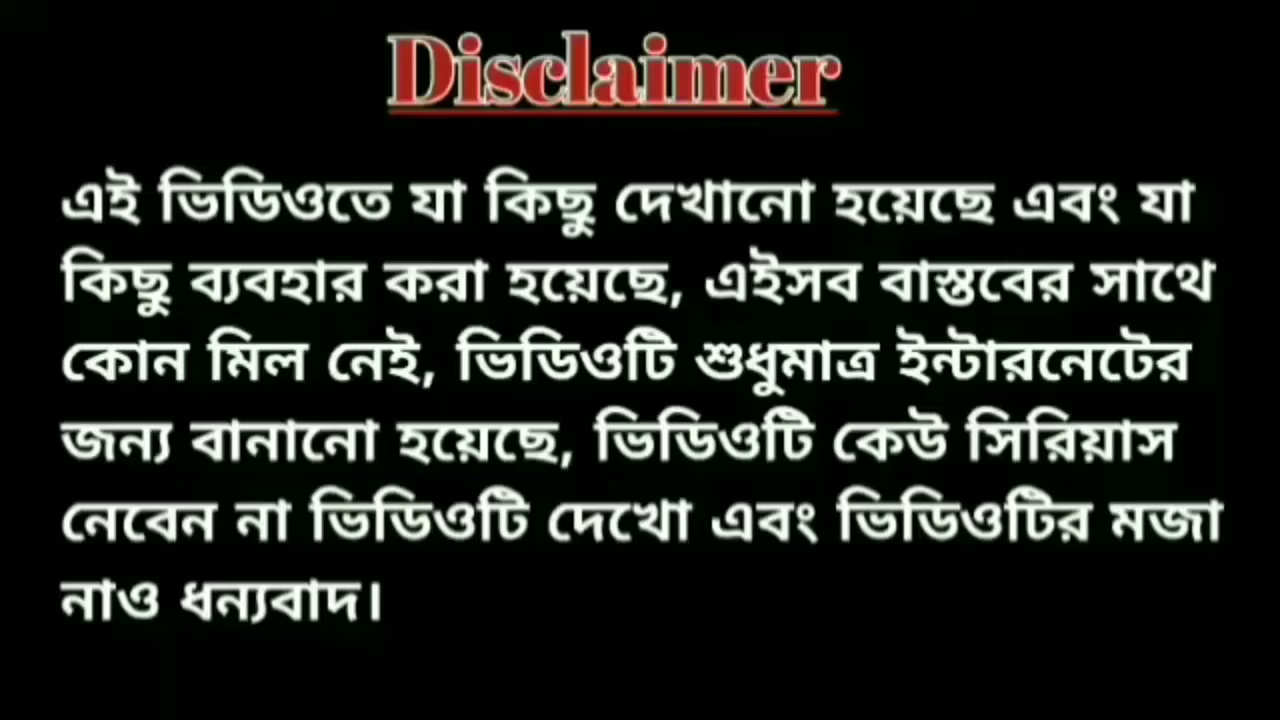 Disclaimer
এই ভিডিওতে যা কিছু দেখানো হয়েছে এবং যা
কিছু ব্যবহার করা হয়েছে, এইসব বাস্তবের সাথে
কোন মিল নেই, ভিডিওটি শুধুমাত্র ইন্টারনেটের
জন্য বানানো হয়েছে, ভিডিওটি কেউ সিরিয়াস
নেবেন না ভিডিওটি দেখো এবং ভিডিওটির মজা
নাও ধন্যবাদ।